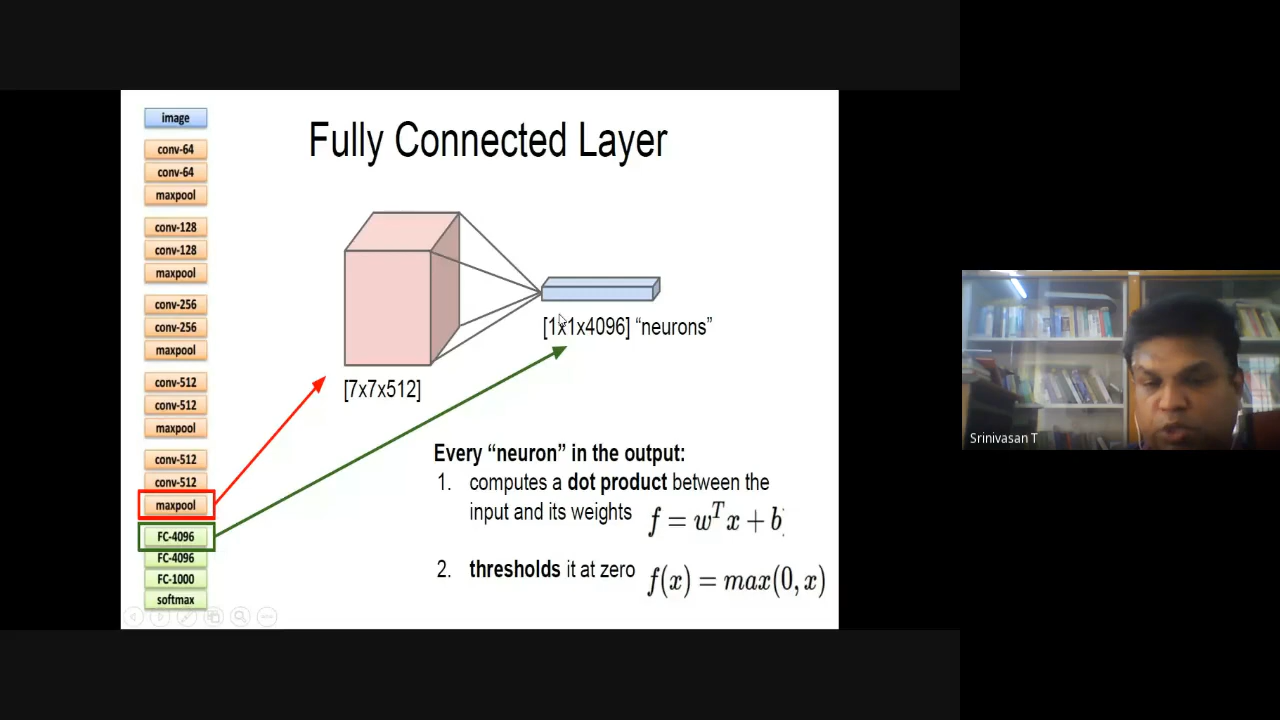 image
conv-64
conv-64
maxpool
conv-128
conv-128
maxpool
conv-256
conv-256
maxpool
conv-512
conv-512
maxpool
conv-512
conv-512
maxpool
FC-4096
FC-4096
FC-1000
softmax
Fully Connected Layer
[1x1x4096] “neurons”
[7x7x512]
Every “neuron” in the output:
1. computes a dot product between the
input and its weights f = w^T x + b
2. thresholds it at zero f(x) = max(0, x)
Srinivasan T